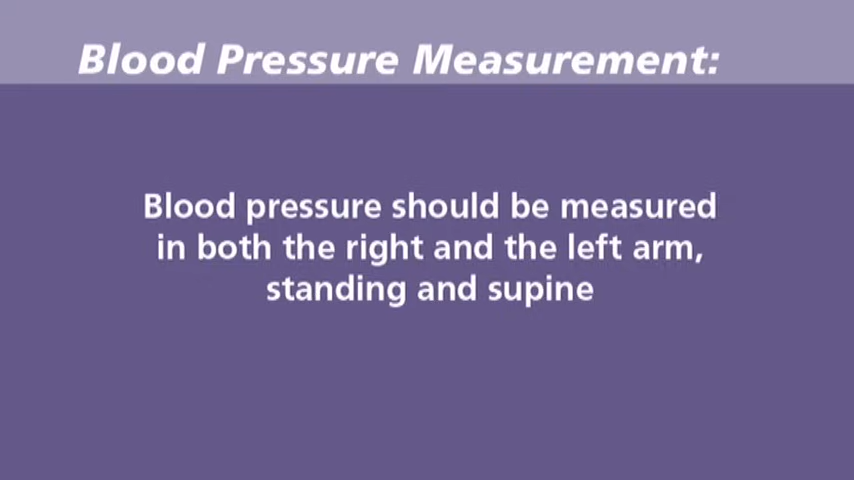 Blood Pressure Measurement:
Blood pressure should be measured
in both the right and the left arm,
standing and supine